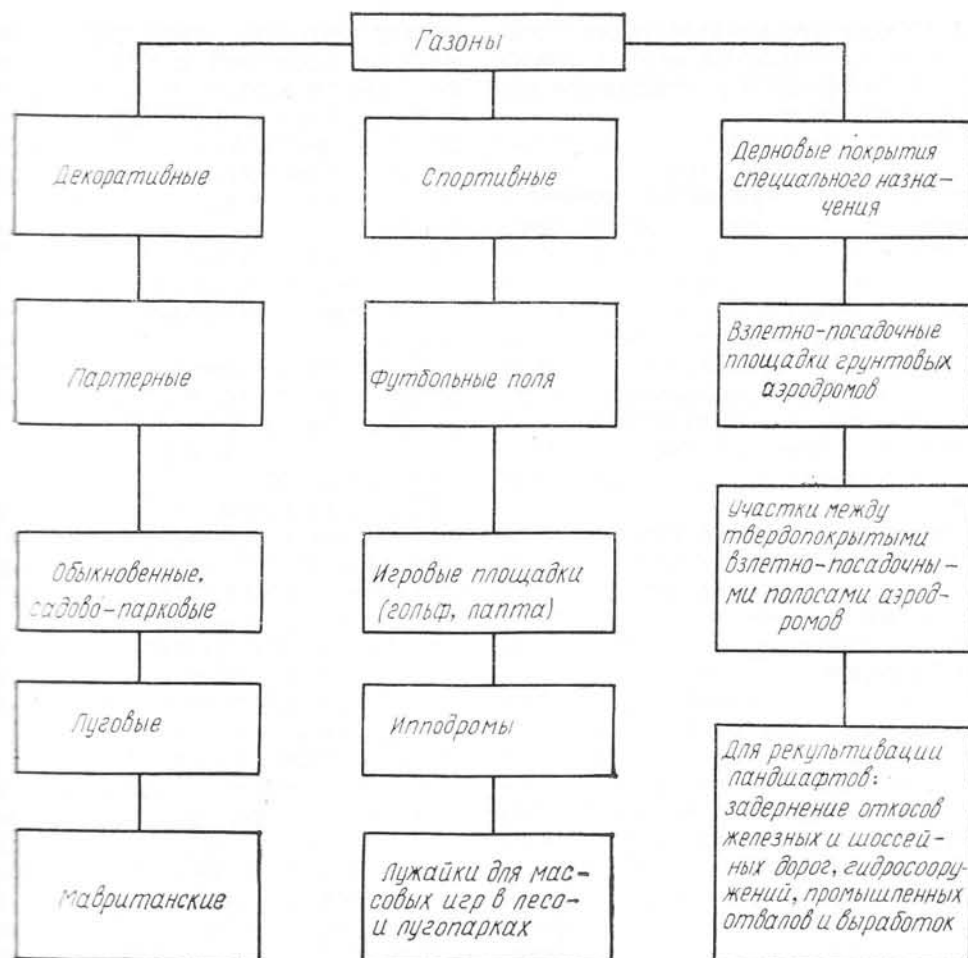 Газоны
Декоративные
Спортивные
Дерновые покрытия
специального назна-
чения
Партерные
Футбольные поля
Взлетно-посадочные
площадки грунтовых
аэродромов
Обыкновенные,
садово-парковые
Игровые площадки
(гольф, лапта)
Участки между
твердопокрытыми
взлетно-посадочны-
ми полосами аэрод-
ромов
Луговые
Ипподромы
Для рекультивации
ландшафтов:
задернение откосов
железных и шоссей-
ных дорог, гидросоору-
жений, промышленных
отвалов и выработок
Мавританские
Лужайки для мас-
совых игр в лесо-
и лугопарках